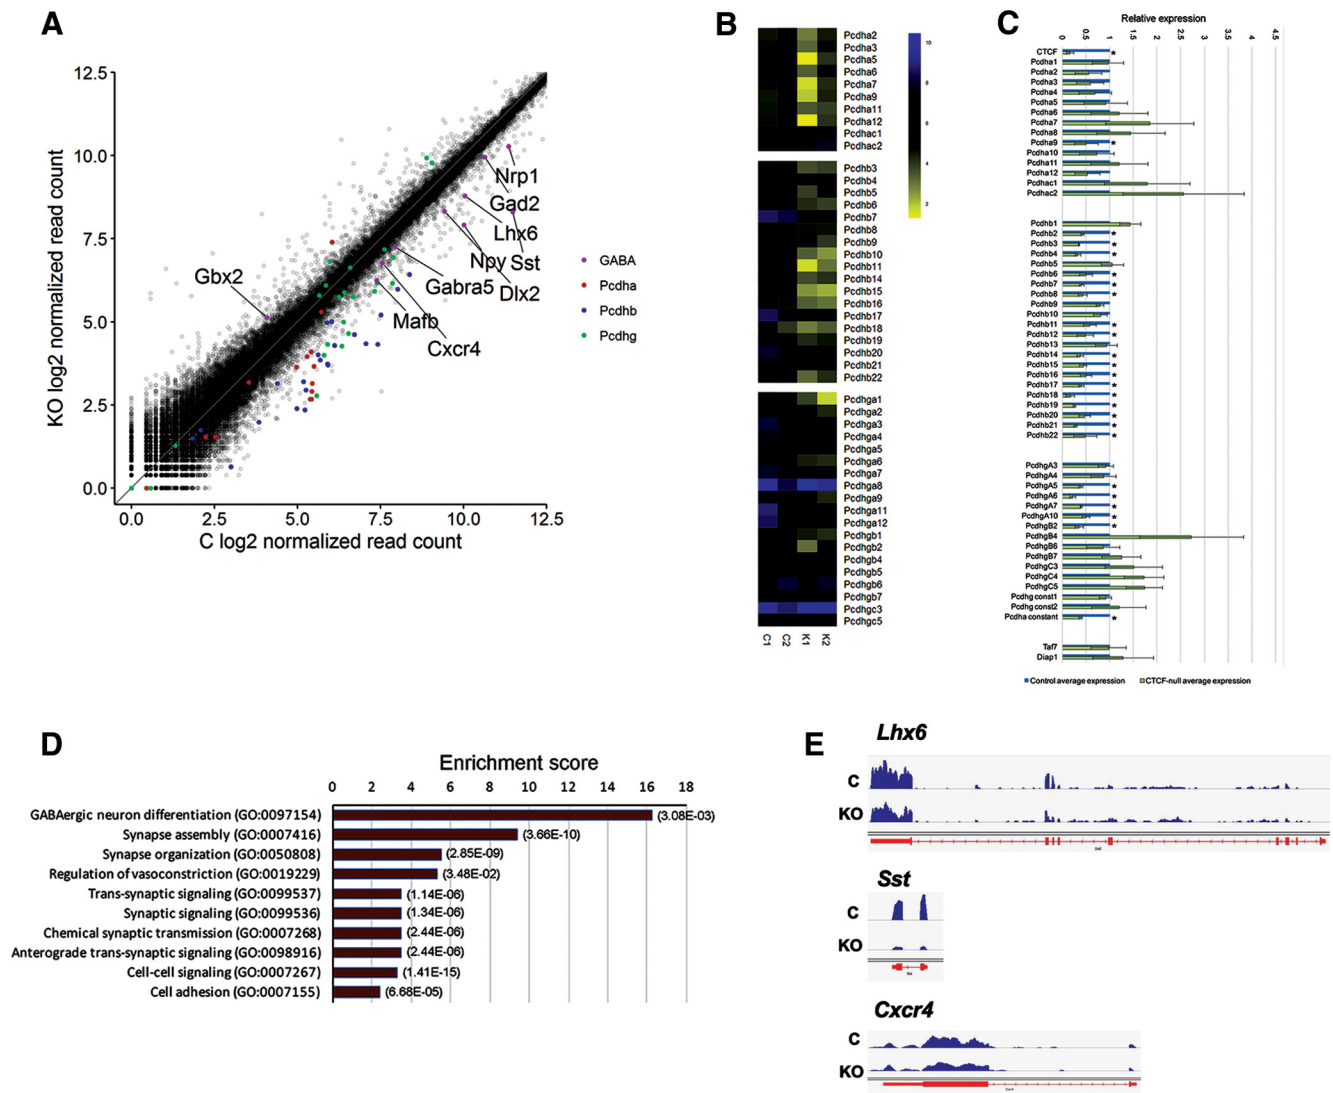 A
KO log2 normalized read count
12.5
10.0
7.5
5.0
2.5
0.0
0.0 2.5 5.0 7.5 10.0 12.5
C log2 normalized read count
Nrp1
Gad2
Lhx6
Npy Sst
Gbx2
Gabra5
Dlx2
Mafb
Cxcr4
GABA
Pcdha
Pcdhb
Pcdhg
B
Pcdha2
Pcdha3
Pcdha5
Pcdha6
Pcdha7
Pcdha9
Pcdha11
Pcdha12
Pcdhac1
Pcdhac2
Pcdhb3
Pcdhb4
Pcdhb5
Pcdhb6
Pcdhb7
Pcdhb8
Pcdhb9
Pcdhb10
Pcdhb11
Pcdhb14
Pcdhb15
Pcdhb16
Pcdhb17
Pcdhb18
Pcdhb19
Pcdhb20
Pcdhb21
Pcdhb22
Pcdhga1
Pcdhga2
Pcdhga3
Pcdhga4
Pcdhga5
Pcdhga6
Pcdhga7
Pcdhga8
Pcdhga9
Pcdhga11
Pcdhga12
Pcdhgb1
Pcdhgb2
Pcdhgb4
Pcdhgb5
Pcdhgb6
Pcdhgb7
Pcdhgc3
Pcdhgc5
C1 C2 K1 K2
10
8
6
4
2
C
Relative expression
0 0.5 1 1.5 2 2.5 3 3.5 4 4.5
CTCF *
Pcdha1
Pcdha2
Pcdha3
Pcdha4
Pcdha5
Pcdha6
Pcdha7
Pcdha8
Pcdha9 *
Pcdha10
Pcdha11
Pcdha12
Pcdhac1
Pcdhac2
Pcdhb1
Pcdhb2 *
Pcdhb3 *
Pcdhb4 *
Pcdhb5
Pcdhb6 *
Pcdhb7 *
Pcdhb8 *
Pcdhb9
Pcdhb10
Pcdhb11 *
Pcdhb12 *
Pcdhb13
Pcdhb14 *
Pcdhb15 *
Pcdhb16 *
Pcdhb17 *
Pcdhb18 *
Pcdhb19 *
Pcdhb20 *
Pcdhb21 *
Pcdhb22 *
PcdhgA3
PcdhgA4
PcdhgA5 *
PcdhgA6 *
PcdhgA7 *
PcdhgA10 *
PcdhgB2 *
PcdhgB4
PcdhgB6
PcdhgB7
PcdhgC3
PcdhgC4
PcdhgC5
Pcdhg const1
Pcdhg const2
Pcdha constant *
Taf7
Diap1
Control average expression CTCF-null average expression
D
Enrichment score
0 2 4 6 8 10 12 14 16 18
GABAergic neuron differentiation (GO:0097154) (3.08E-03)
Synapse assembly (GO:0007416) (3.66E-10)
Synapse organization (GO:0050808) (2.85E-09)
Regulation of vasoconstriction (GO:0019229) (3.48E-02)
Trans-synaptic signaling (GO:0099537) (1.14E-06)
Synaptic signaling (GO:0099536) (1.34E-06)
Chemical synaptic transmission (GO:0007268) (2.44E-06)
Anterograde trans-synaptic signaling (GO:0098916) (2.44E-06)
Cell-cell signaling (GO:0007267) (1.41E-15)
Cell adhesion (GO:0007155) (6.68E-05)
E
Lhx6
C
KO
Sst
C
KO
Cxcr4
C
KO